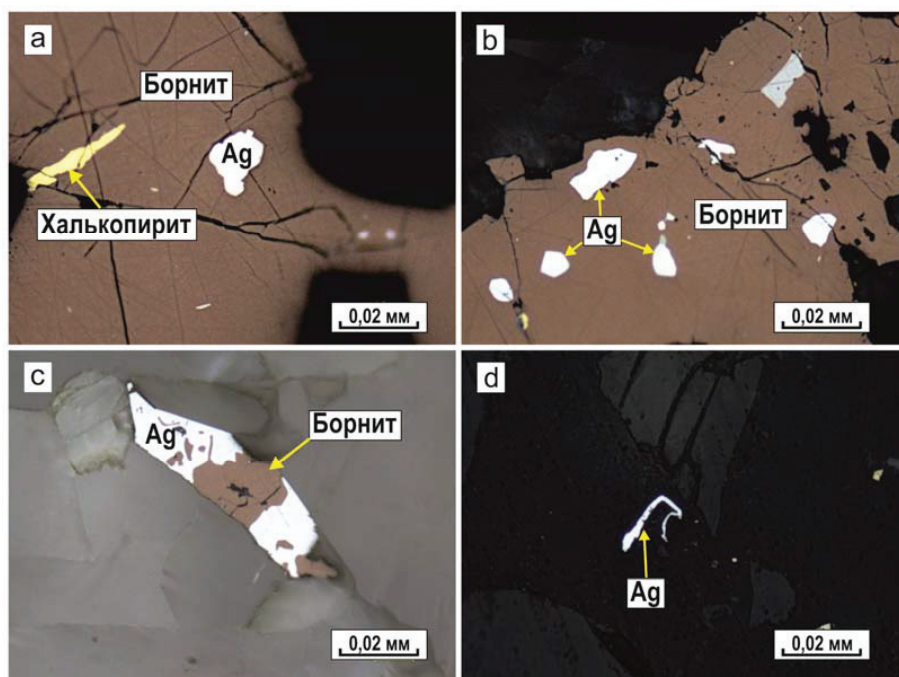 a
Борнит
Ag
Халькопирит
0,02 мм
b
Ag
Борнит
0,02 мм
c
Ag
Борнит
0,02 мм
d
Ag
0,02 мм